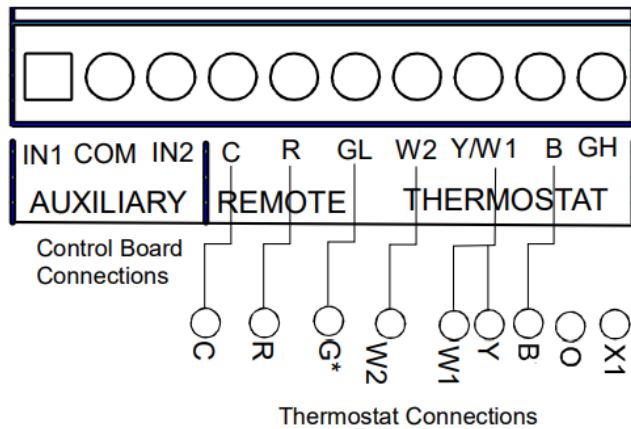 IN1 COM IN2 C R GL W2 Y/W1 B GH
AUXILIARY REMOTE THERMOSTAT
Control Board
Connections
C R G* W2 W1 Y B O X1
Thermostat Connections